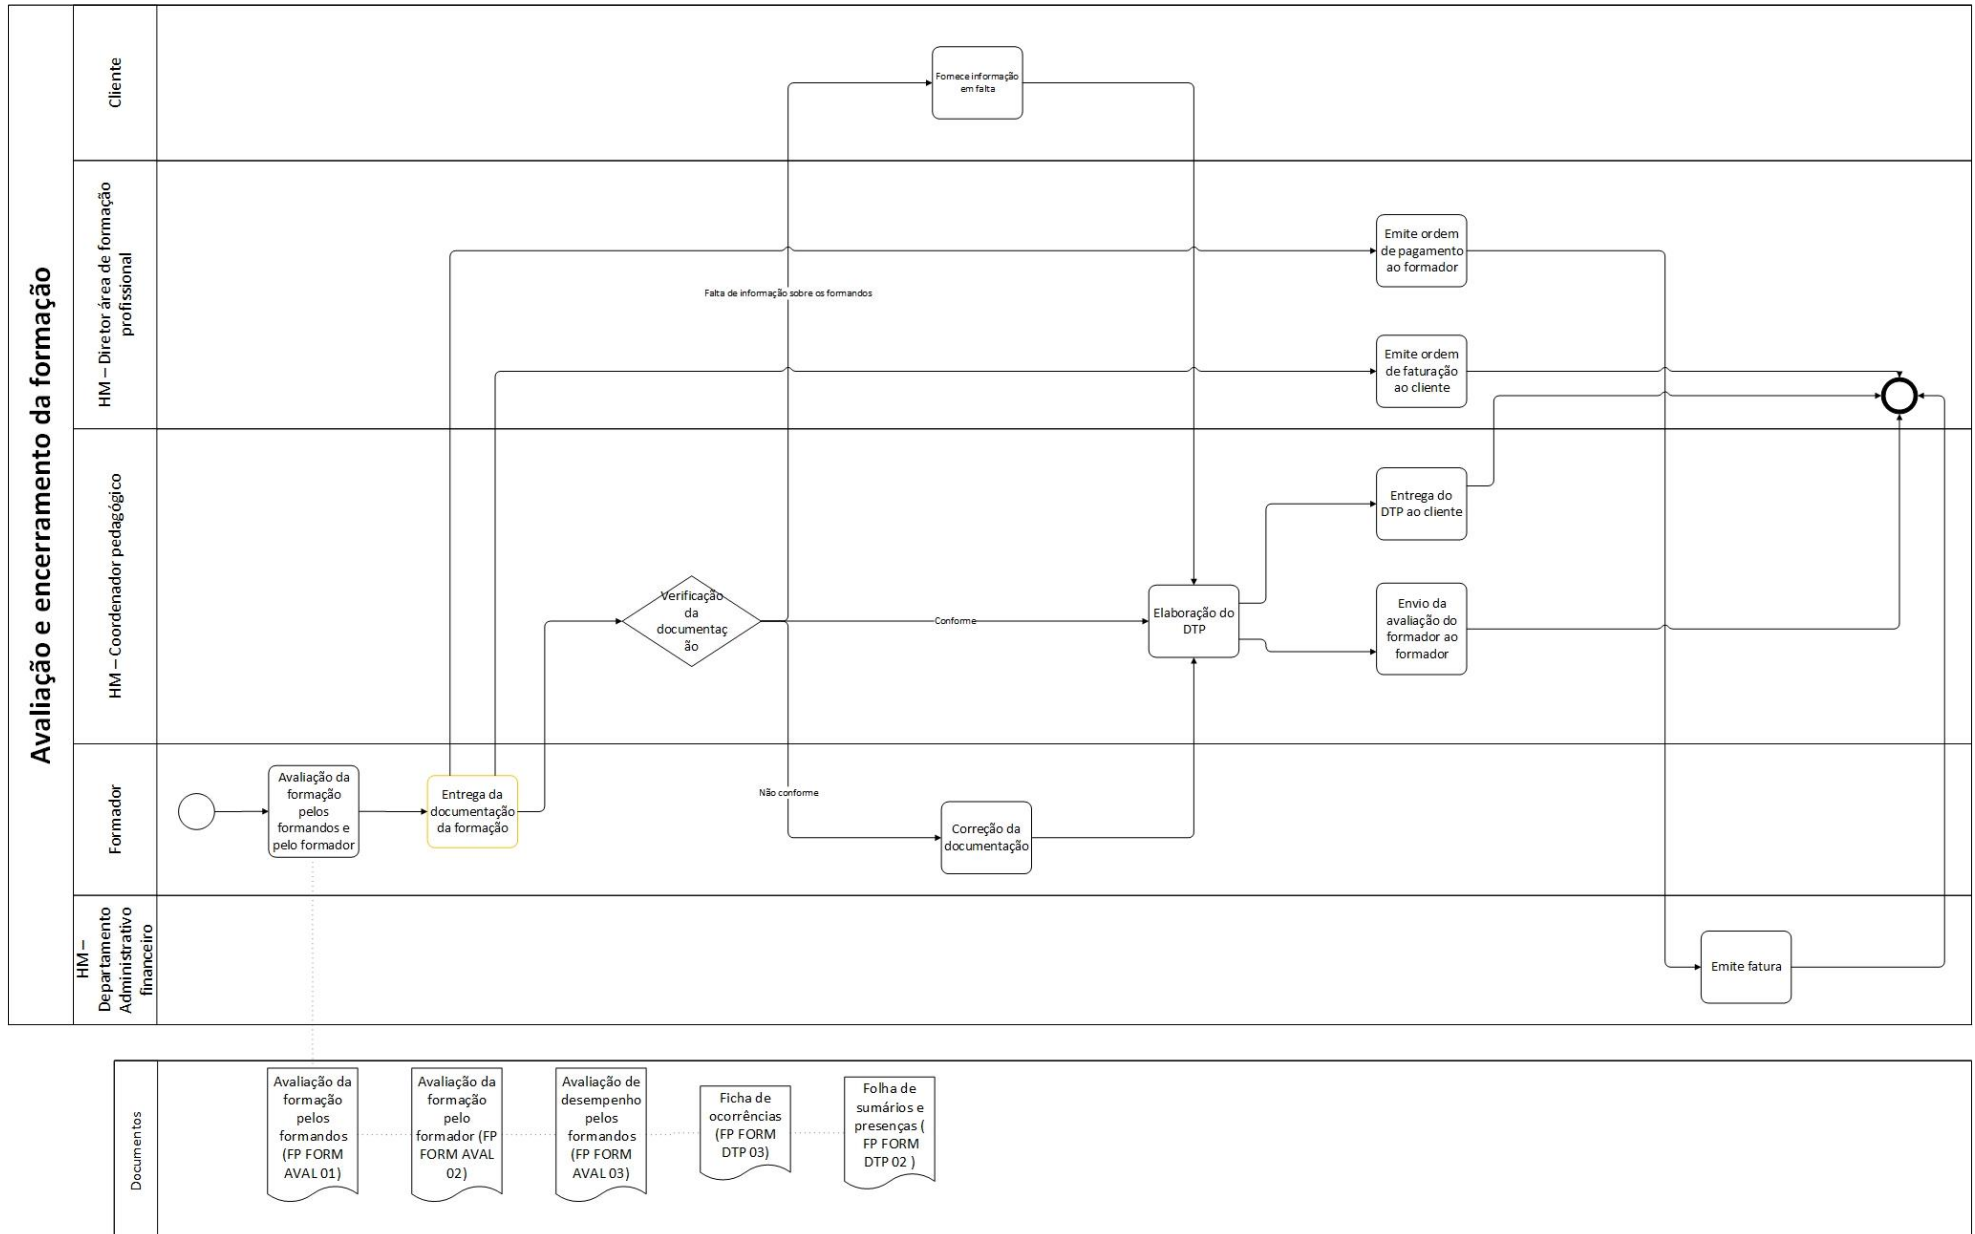 Avaliação e encerramento da formação
Cliente
Fornece informação
em falta
HM – Diretor área de formação
profissional
Emite ordem
de pagamento
ao formador
Falta de informação sobre os formandos
Emite ordem
de faturação
ao cliente
HM – Coordenador pedagógico
Entrega do
DTP ao cliente
Verificação
da
documentaç
ão
Conforme
Elaboração do
DTP
Envio da
avaliação do
formador ao
formador
Formador
Avaliação da
formação
pelos
formandos e
pelo formador
Entrega da
documentação
da formação
Não conforme
Correção da
documentação
HM –
Departamento
Administrativo
financeiro
Emite fatura
Documentos
Avaliação da
formação
pelos
formandos
(FP FORM
AVAL 01)
Avaliação da
formação
pelo
formador (FP
FORM AVAL
02)
Avaliação de
desempenho
pelos
formandos
(FP FORM
AVAL 03)
Ficha de
ocorrências
(FP FORM
DTP 03)
Folha de
sumários e
presenças (
FP FORM
DTP 02 )